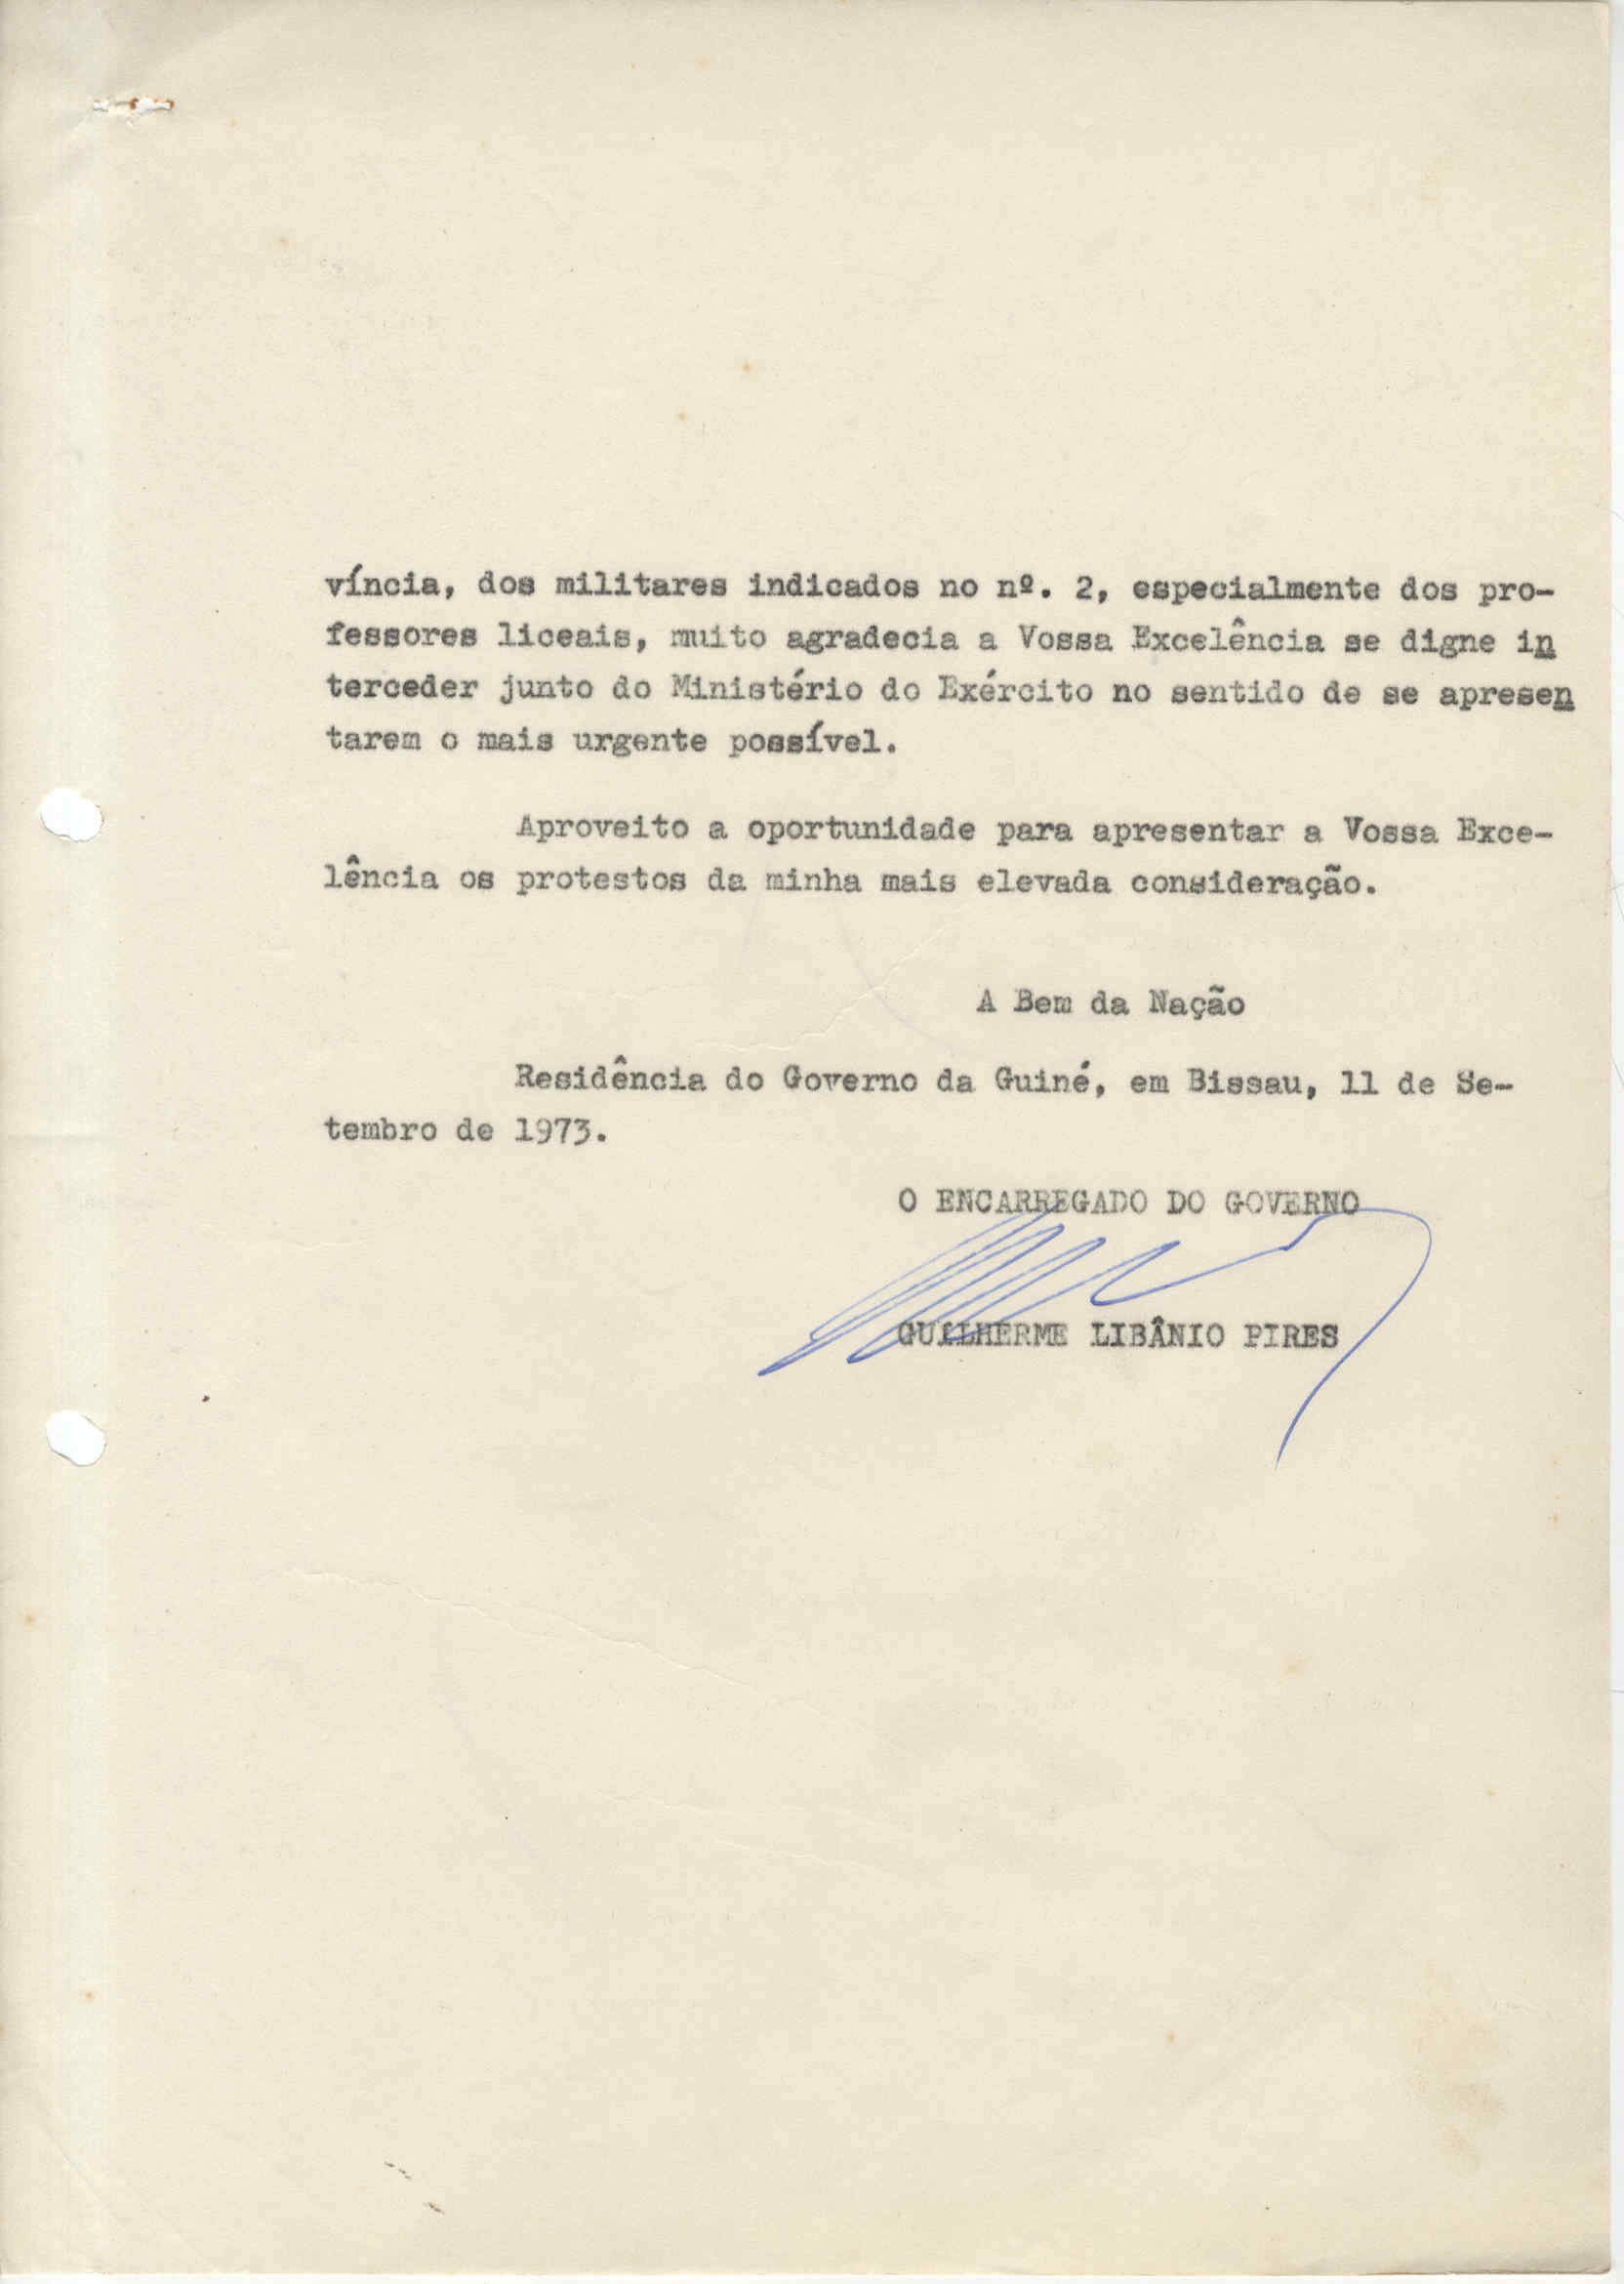 víncia, dos militares indicados no nº. 2, especialmente dos pro-
fessores liceais, muito agradecia a Vossa Excelência se digne in
terceder junto do Ministério do Exército no sentido de se apresen
tarem o mais urgente possível.
Aproveito a oportunidade para apresentar a Vossa Exce-
lência os protestos da minha mais elevada consideração.
A Bem da Nação
Residência do Governo da Guiné, em Bissau, 11 de Se-
tembro de 1973.
O ENCARREGADO DO GOVERNO
GUILHERME LIBÂNIO PIRES